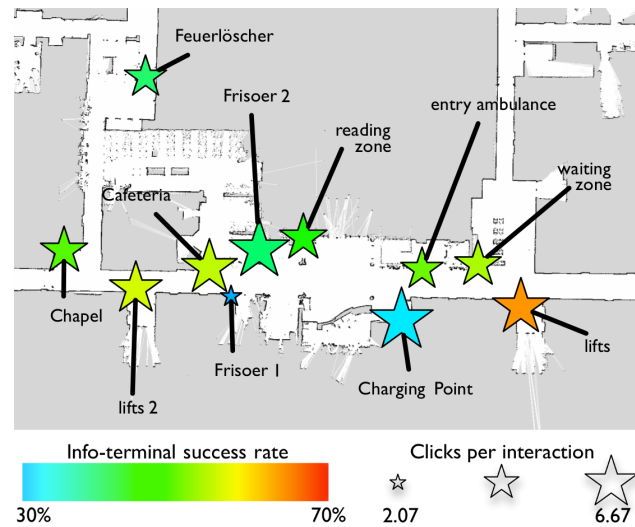 Feuerlöscher
Frisoer 2
entry ambulance
reading
zone
waiting
zone
Cafeteria
Chapel
Frisoer 1
lifts
Charging Point
lifts 2
Info-terminal success rate
Clicks per interaction
30%
70%
2.07
6.67